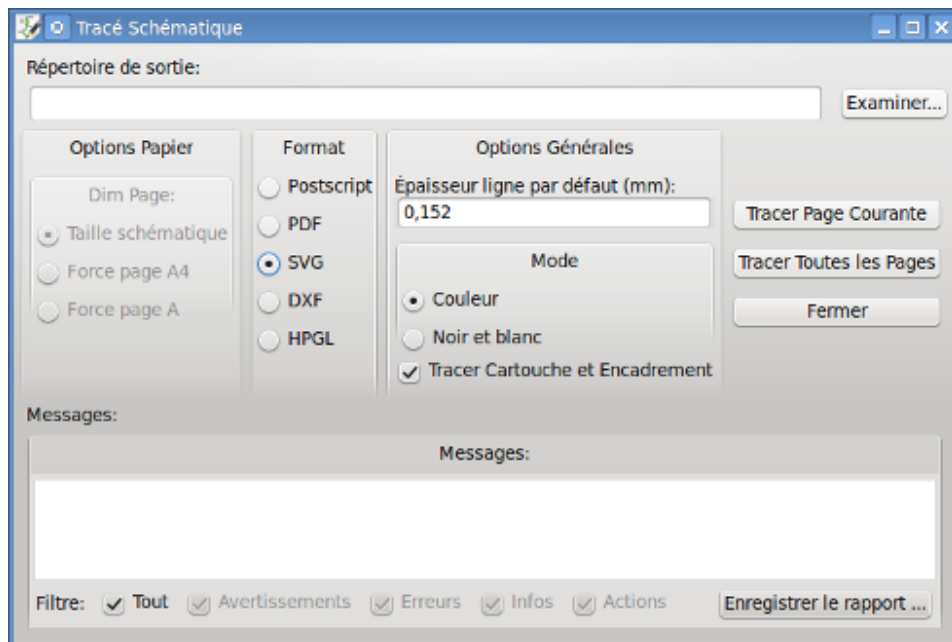 Tracé Schématique
Répertoire de sortie:
Examiner...
Options Papier
Dim Page:
Taille schématique
Force page A4
Force page A
Format
Postscript
PDF
SVG
DXF
HPGL
Options Générales
Épaisseur ligne par défaut (mm):
0,152
Mode
Couleur
Noir et blanc
Tracer Cartouche et Encadrement
Tracer Page Courante
Tracer Toutes les Pages
Fermer
Messages:
Messages:
Filtre: Tout Avertissements Erreurs Infos Actions Enregistrer le rapport ...